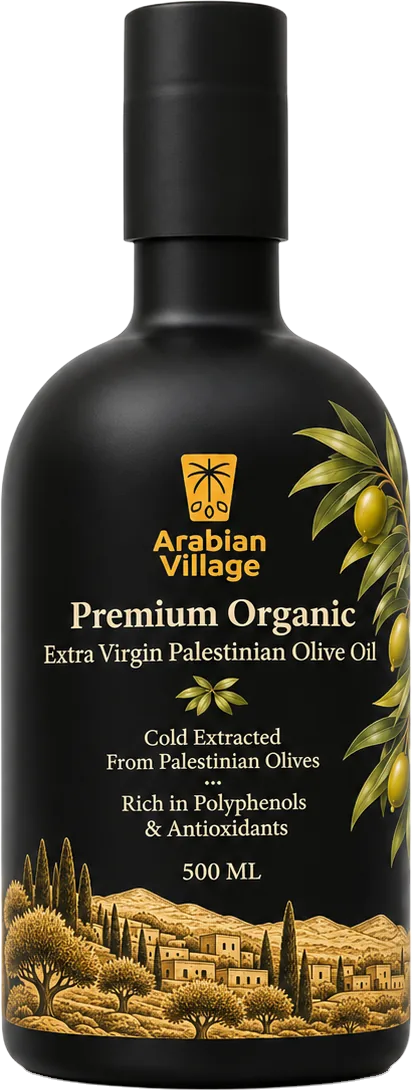 Arabian
Village
Premium Organic
Extra Virgin Palestinian Olive Oil
Cold Extracted
From Palestinian Olives
...
Rich in Polyphenols
& Antioxidants
500 ML